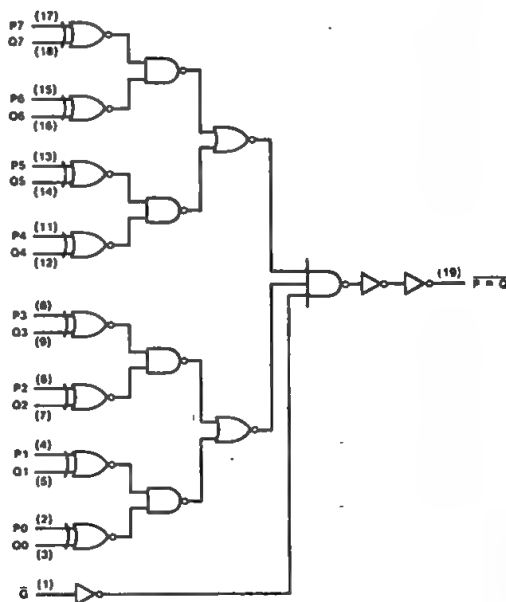 P7 (17)
Q7 (18)
P6 (15)
Q6 (16)
P5 (13)
Q5 (14)
P4 (11)
Q4 (12)
(19) P = Q
P3 (8)
Q3 (9)
P2 (6)
Q2 (7)
P1 (4)
Q1 (5)
P0 (2)
Q0 (3)
G̅ (1)